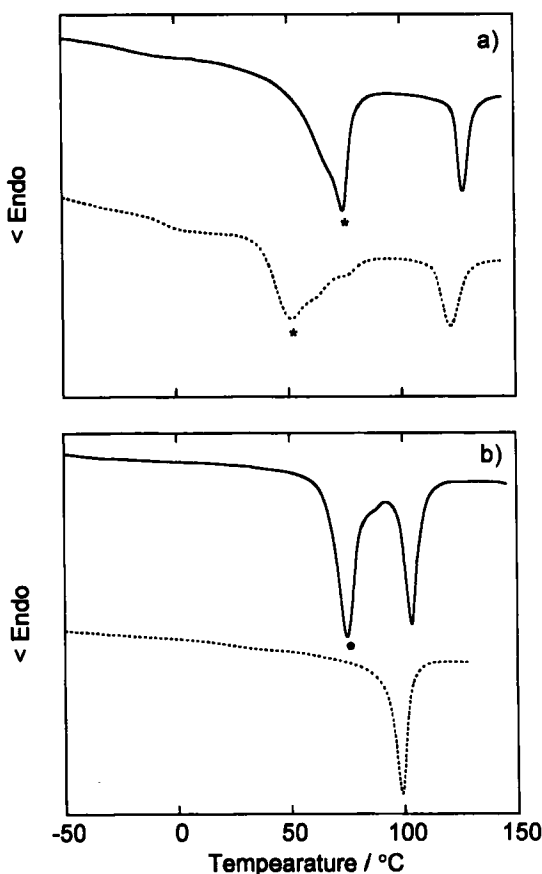 a)
< Endo
*
*
b)
< Endo
-50 0 50 100 150
Tempearature / °C